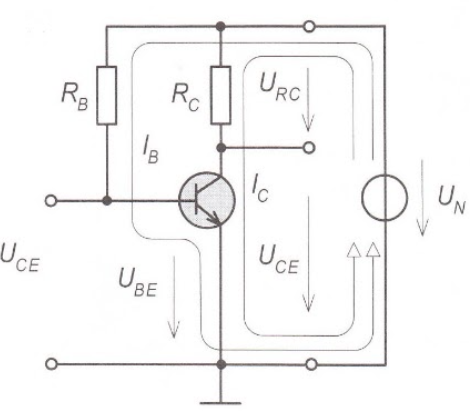 R_B
R_C
U_RC
I_B
I_C
U_N
U_CE
U_BE
U_CE